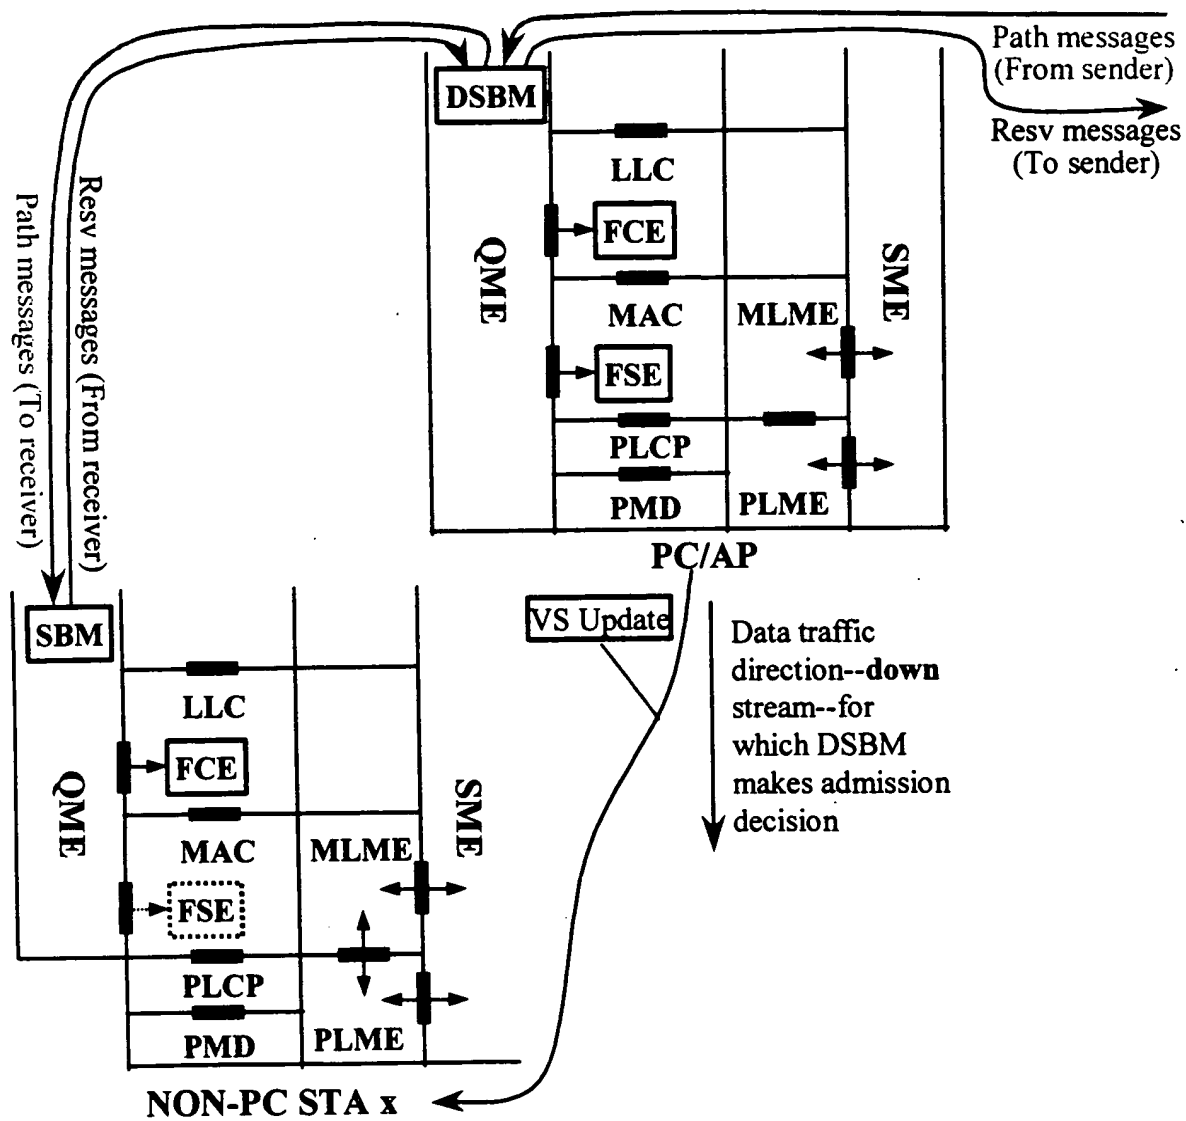 Path messages
(From sender)
DSBM
Resv messages
(To sender)
LLC
FCE
QME
SME
MAC
MLME
FSE
PLCP
PMD
PLME
PC/AP
Path messages (To receiver)
Resv messages (From receiver)
SBM
VS Update
Data traffic
direction--down
stream--for
which DSBM
makes admission
decision
LLC
FCE
QME
SME
MAC
MLME
FSE
PLCP
PMD
PLME
NON-PC STA x